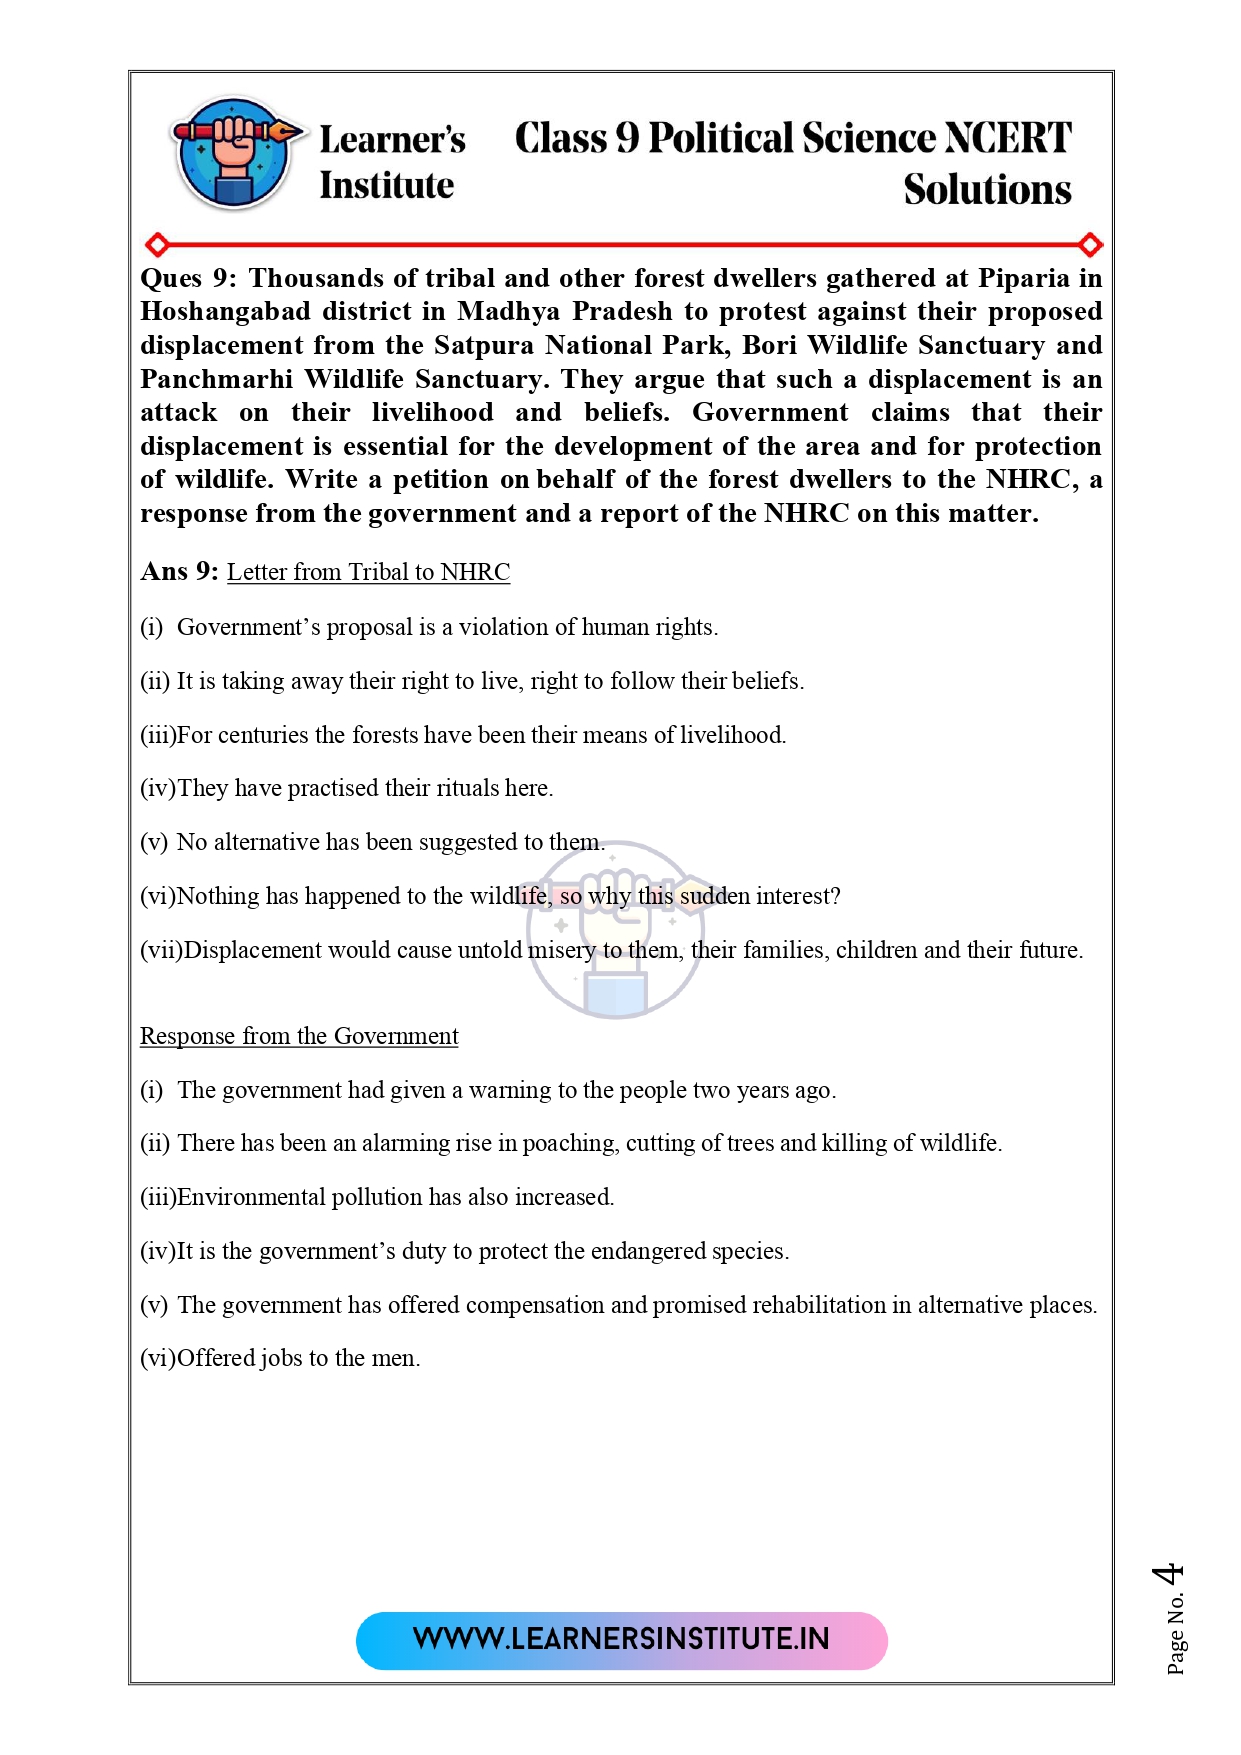 Learner's
Institute
Class 9 Political Science NCERT
Solutions
Ques 9: Thousands of tribal and other forest dwellers gathered at Piparia in
Hoshangabad district in Madhya Pradesh to protest against their proposed
displacement from the Satpura National Park, Bori Wildlife Sanctuary and
Panchmarhi Wildlife Sanctuary. They argue that such a displacement is an
attack on their livelihood and beliefs. Government claims that their
displacement is essential for the development of the area and for protection
of wildlife. Write a petition on behalf of the forest dwellers to the NHRC, a
response from the government and a report of the NHRC on this matter.
Ans 9: Letter from Tribal to NHRC
(i) Government’s proposal is a violation of human rights.
(ii) It is taking away their right to live, right to follow their beliefs.
(iii)For centuries the forests have been their means of livelihood.
(iv)They have practised their rituals here.
(v) No alternative has been suggested to them.
(vi)Nothing has happened to the wildlife, so why this sudden interest?
(vii)Displacement would cause untold misery to them, their families, children and their future.
Response from the Government
(i) The government had given a warning to the people two years ago.
(ii) There has been an alarming rise in poaching, cutting of trees and killing of wildlife.
(iii)Environmental pollution has also increased.
(iv)It is the government’s duty to protect the endangered species.
(v) The government has offered compensation and promised rehabilitation in alternative places.
(vi)Offered jobs to the men.
WWW.LEARNERSINSTITUTE.IN
Page No. 4